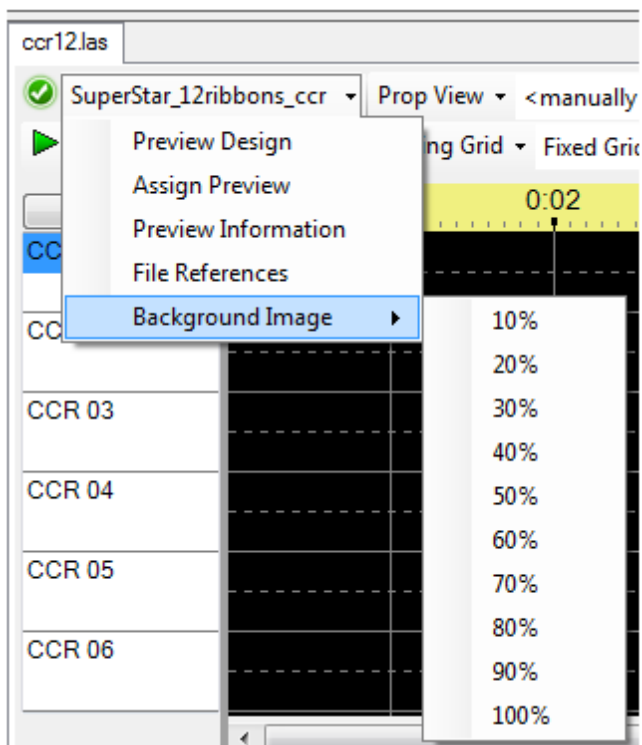 ccr12.las
SuperStar_12ribbons_ccr Prop View <manually
Preview Design ng Grid Fixed Gri
Assign Preview 0:02
Preview Information
CC
File References
Background Image 10%
CC
20%
CCR 03 30%
40%
CCR 04 50%
60%
CCR 05 70%
80%
CCR 06 90%
100%